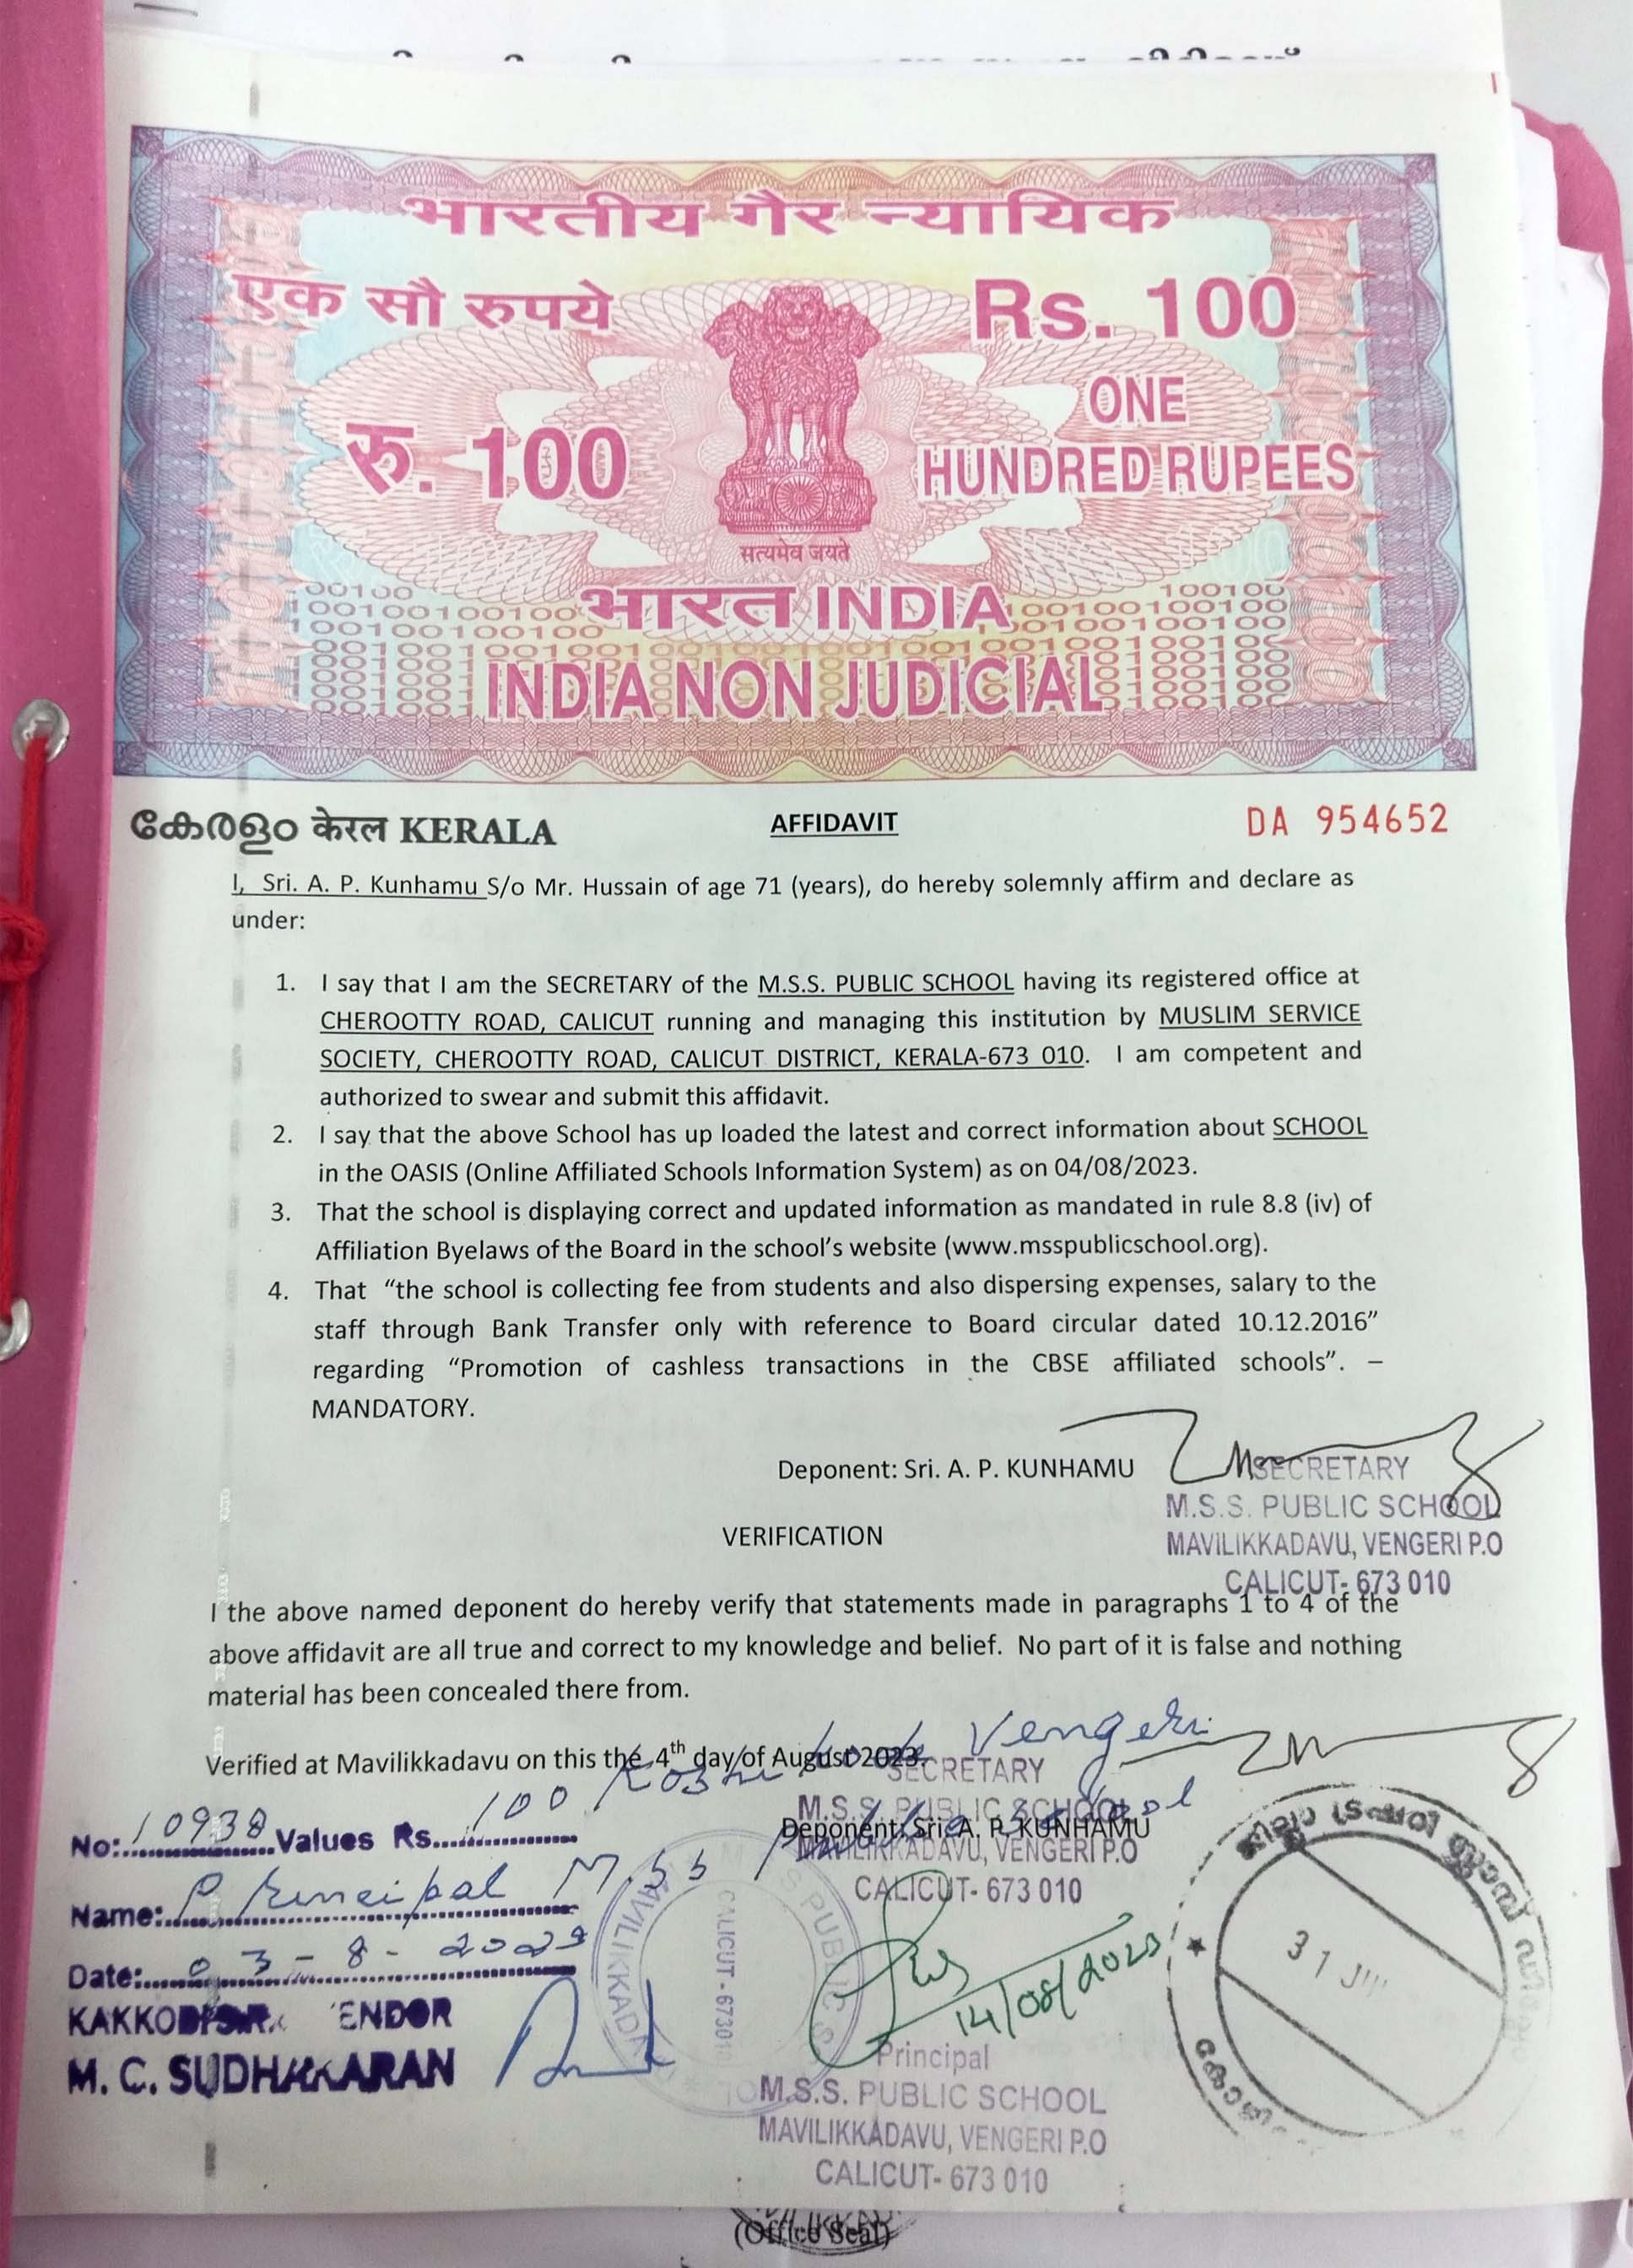 भारतीय गैर न्यायिक
एक सौ रुपये
Rs. 100
रु. 100
ONE
HUNDRED RUPEES
सत्यमेव जयते
भारत INDIA
INDIA NON JUDICIAL
കേരളം केरल KERALA
AFFIDAVIT
DA 954652
I, Sri. A. P. Kunhamu S/o Mr. Hussain of age 71 (years), do hereby solemnly affirm and declare as
under:
1. I say that I am the SECRETARY of the M.S.S. PUBLIC SCHOOL having its registered office at
CHEROOTTY ROAD, CALICUT running and managing this institution by MUSLIM SERVICE
SOCIETY, CHEROOTTY ROAD, CALICUT DISTRICT, KERALA-673 010. I am competent and
authorized to swear and submit this affidavit.
2. I say that the above School has up loaded the latest and correct information about SCHOOL
in the OASIS (Online Affiliated Schools Information System) as on 04/08/2023.
3. That the school is displaying correct and updated information as mandated in rule 8.8 (iv) of
Affiliation Byelaws of the Board in the school's website (www.msspublicschool.org).
4. That “the school is collecting fee from students and also dispersing expenses, salary to the
staff through Bank Transfer only with reference to Board circular dated 10.12.2016”
regarding “Promotion of cashless transactions in the CBSE affiliated schools”. –
MANDATORY.
Deponent: Sri. A. P. KUNHAMU
SECRETARY
M.S.S. PUBLIC SCHOOL
MAVILIKKADAVU, VENGERI P.O
CALICUT- 673 010
VERIFICATION
I the above named deponent do hereby verify that statements made in paragraphs 1 to 4 of the
above affidavit are all true and correct to my knowledge and belief. No part of it is false and nothing
material has been concealed there from.
Vengeri
Verified at Mavilikkadavu on this the 4th day of August 2023.
SECRETARY
M.S.S. PUBLIC SCHOOL
Deponent: Sri. A. P. KUNHAMU
MAVILIKKADAVU, VENGERI P.O
CALICUT- 673 010
No: 10938 Values Rs. 100
Name: Principal M.SS
Date: 03-8-2023
M. C. SUDHAKARAN
CALICUT - 673010
31
14/08/2023
Principal
M.S.S. PUBLIC SCHOOL
MAVILIKKADAVU, VENGERI P.O
CALICUT- 673 010
(Office Seal)